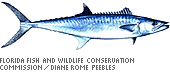 FLORIDA FISH AND WILDLIFE CONSERVATION
COMMISSION / DIANE ROME PEEBLES